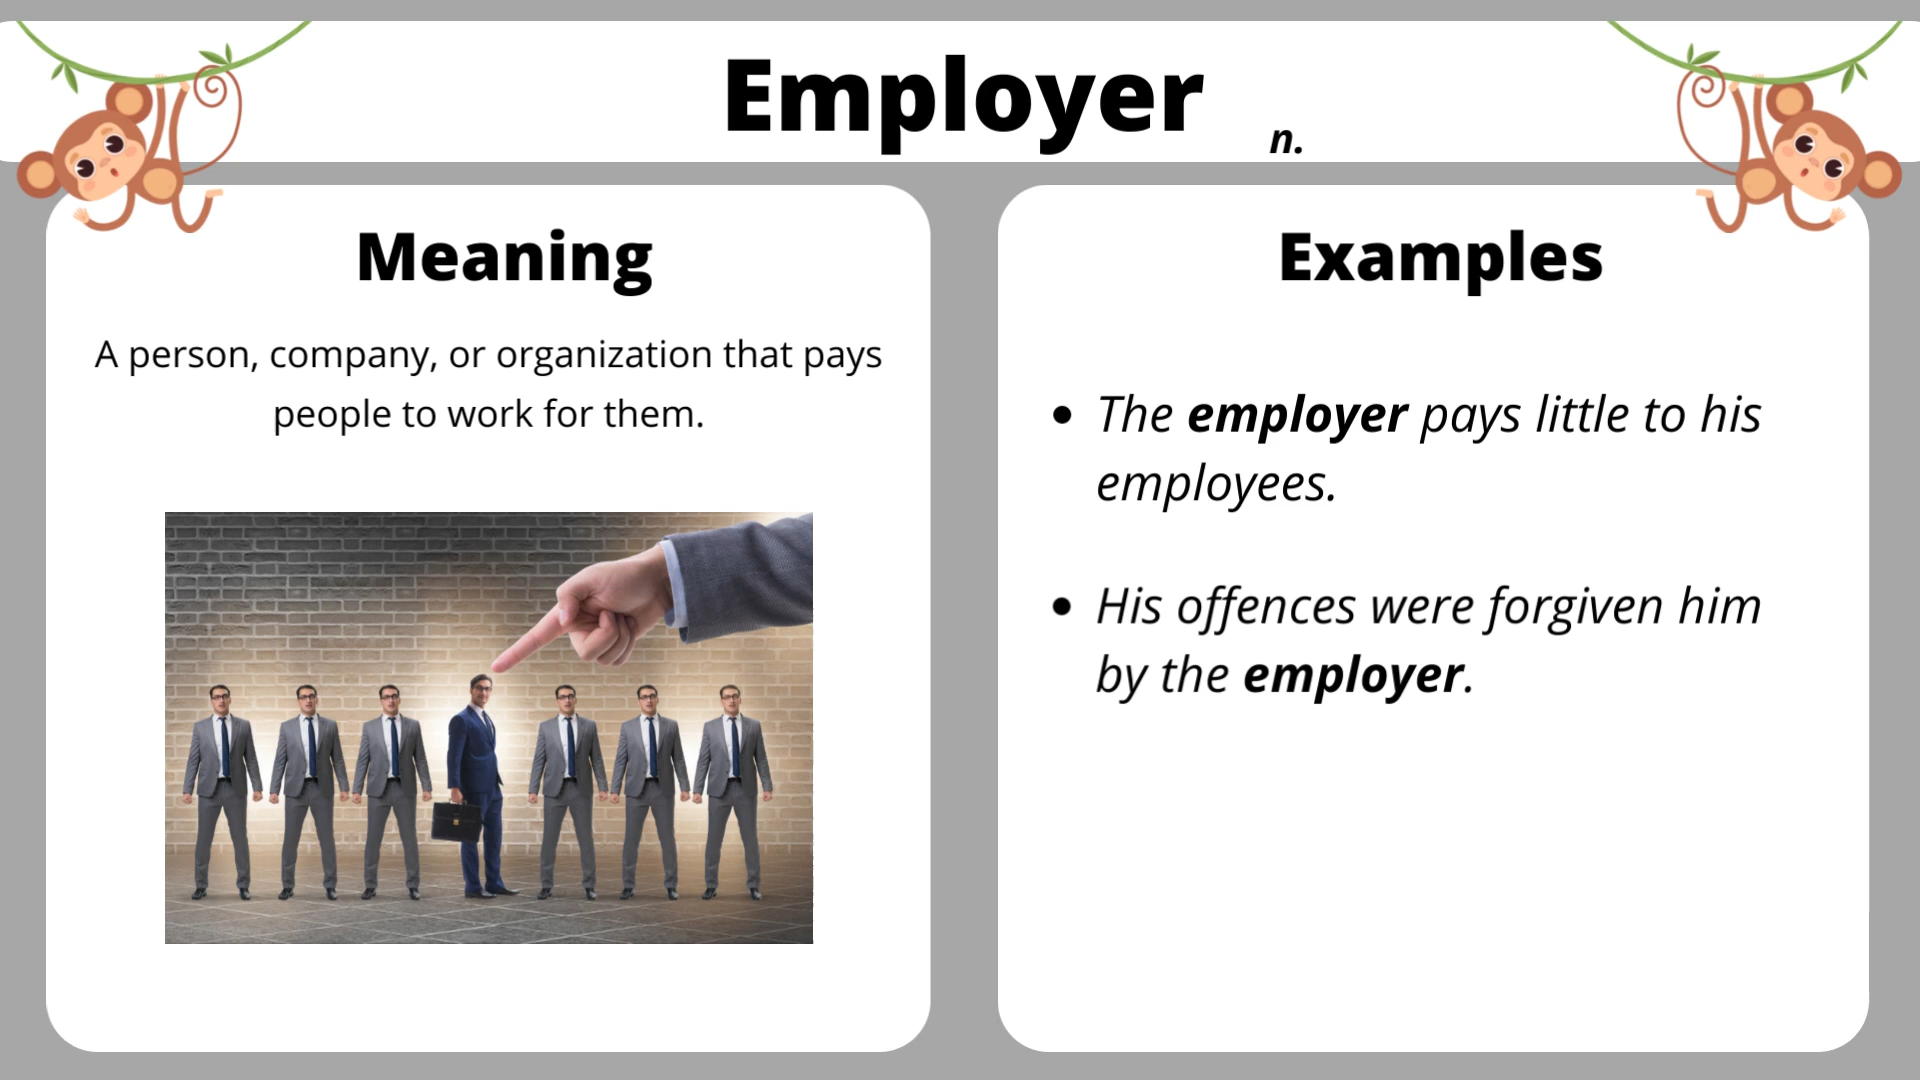 Employer n.
Meaning
A person, company, or organization that pays
people to work for them.
Examples
• The employer pays little to his
employees.
• His offences were forgiven him
by the employer.